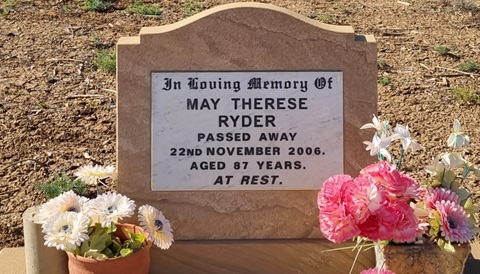 In Loving Memory Of
MAY THERESE
RYDER
PASSED AWAY
22ND NOVEMBER 2006.
AGED 87 YEARS.
AT REST.